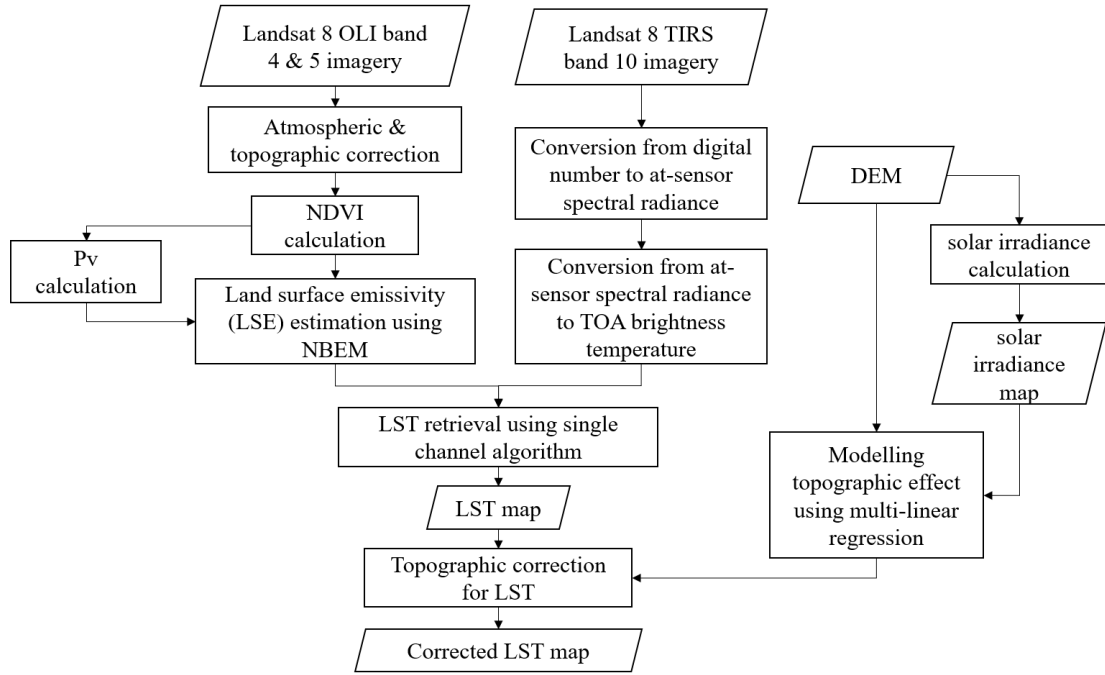 Landsat 8 OLI band
4 & 5 imagery
Landsat 8 TIRS
band 10 imagery
Atmospheric &
topographic correction
Conversion from digital
number to at-sensor
spectral radiance
DEM
NDVI
calculation
Pv
calculation
solar irradiance
calculation
Land surface emissivity
(LSE) estimation using
NBEM
Conversion from at-
sensor spectral radiance
to TOA brightness
temperature
solar
irradiance
map
LST retrieval using single
channel algorithm
Modelling
topographic effect
using multi-linear
regression
LST map
Topographic correction
for LST
Corrected LST map